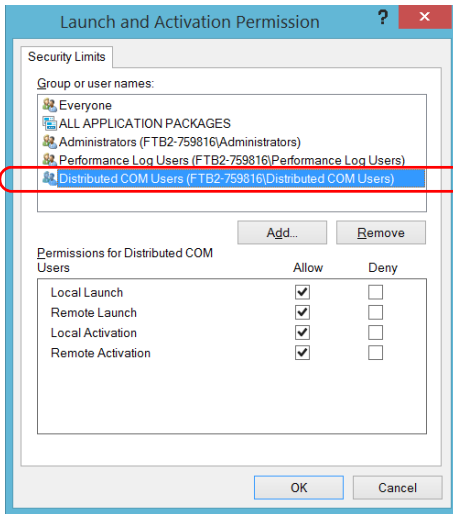 Launch and Activation Permission
? ×
Security Limits
Group or user names:
Everyone
ALL APPLICATION PACKAGES
Administrators (FTB2-759816\Administrators)
Performance Log Users (FTB2-759816\Performance Log Users)
Distributed COM Users (FTB2-759816\Distributed COM Users)
Add... Remove
Permissions for Distributed COM
Users Allow Deny
Local Launch
Remote Launch
Local Activation
Remote Activation
OK Cancel